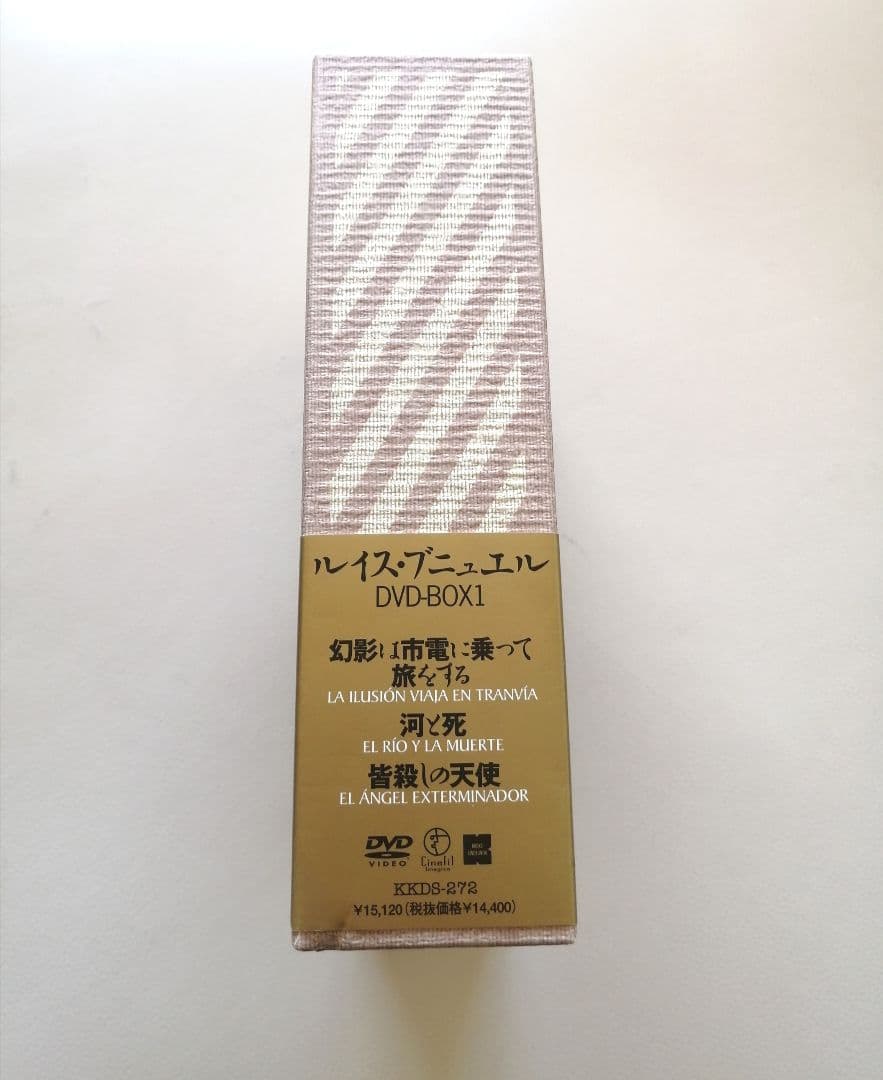 ルイス・ブニュエル
DVD-BOX1
幻影は市電に乗って
旅をする
LA ILUSIÓN VIAJA EN TRANVÍA
河と死
EL RÍO Y LA MUERTE
皆殺しの天使
EL ÁNGEL EXTERMINADOR
DVD
VIDEO
Cinefil
Imagica
KKDS-272
¥15,120(税抜価格¥14,400)